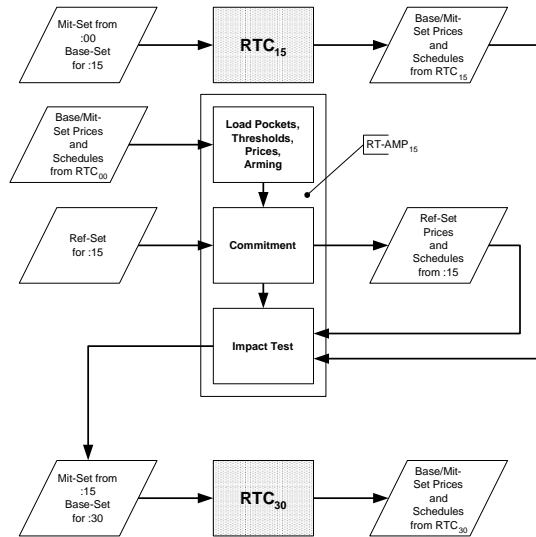 Mit-Set from
:00
Base-Set
for :15
RTC15
Base/Mit-
Set Prices
and
Schedules
from RTC15
Base/Mit-
Set Prices
and
Schedules
from RTC00
Load Pockets,
Thresholds,
Prices,
Arming
RT-AMP15
Ref-Set
for :15
Commitment
Ref-Set
Prices
and
Schedules
from :15
Impact Test
Mit-Set from
:15
Base-Set
for :30
RTC30
Base/Mit-
Set Prices
and
Schedules
from RTC30